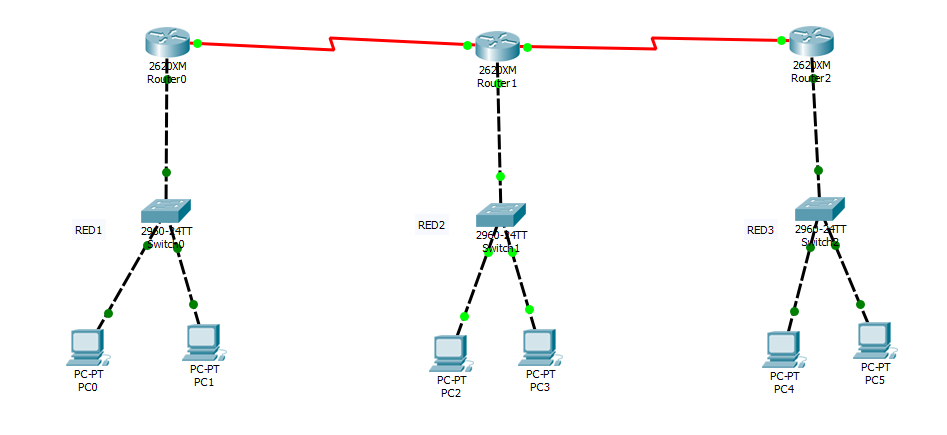 2620XM
Router0
2620XM
Router1
2620XM
Router2
RED1
2960-24TT
Switch0
RED2
2960-24TT
Switch1
RED3
2960-24TT
Switch2
PC-PT
PC0
PC-PT
PC1
PC-PT
PC2
PC-PT
PC3
PC-PT
PC4
PC-PT
PC5